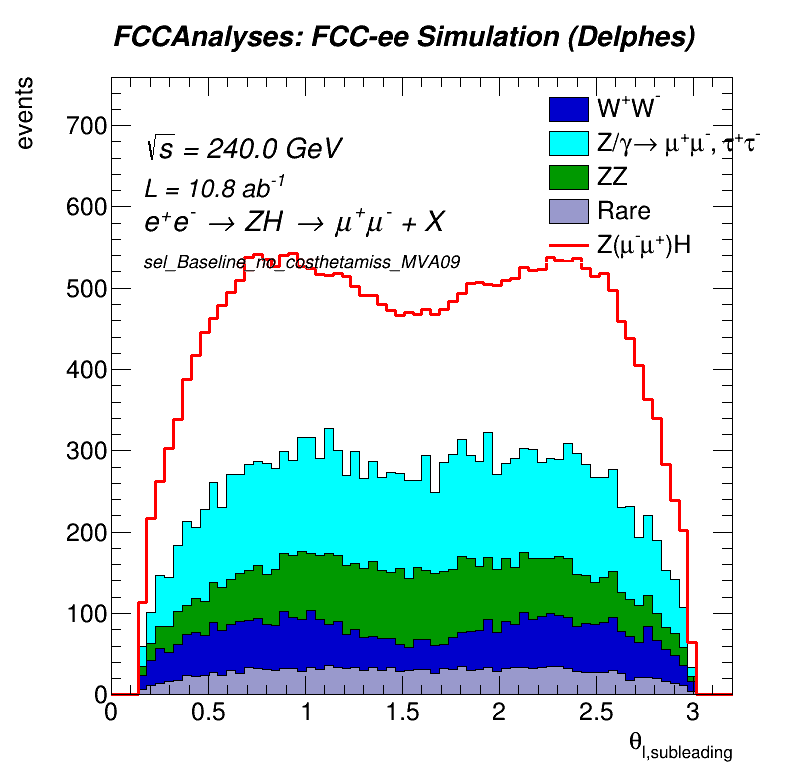 FCCAnalyses: FCC-ee Simulation (Delphes)
events
√s = 240.0 GeV
L = 10.8 ab⁻¹
e⁺e⁻ → ZH → μ⁺μ⁻ + X
sel_Baseline_no_costhetamiss_MVA09
W⁺W⁻
Z/γ→ μ⁺μ⁻, τ⁺τ⁻
ZZ
Rare
Z(μ⁻μ⁺)H
700
600
500
400
300
200
100
0
0 0.5 1 1.5 2 2.5 3
θl,subleading